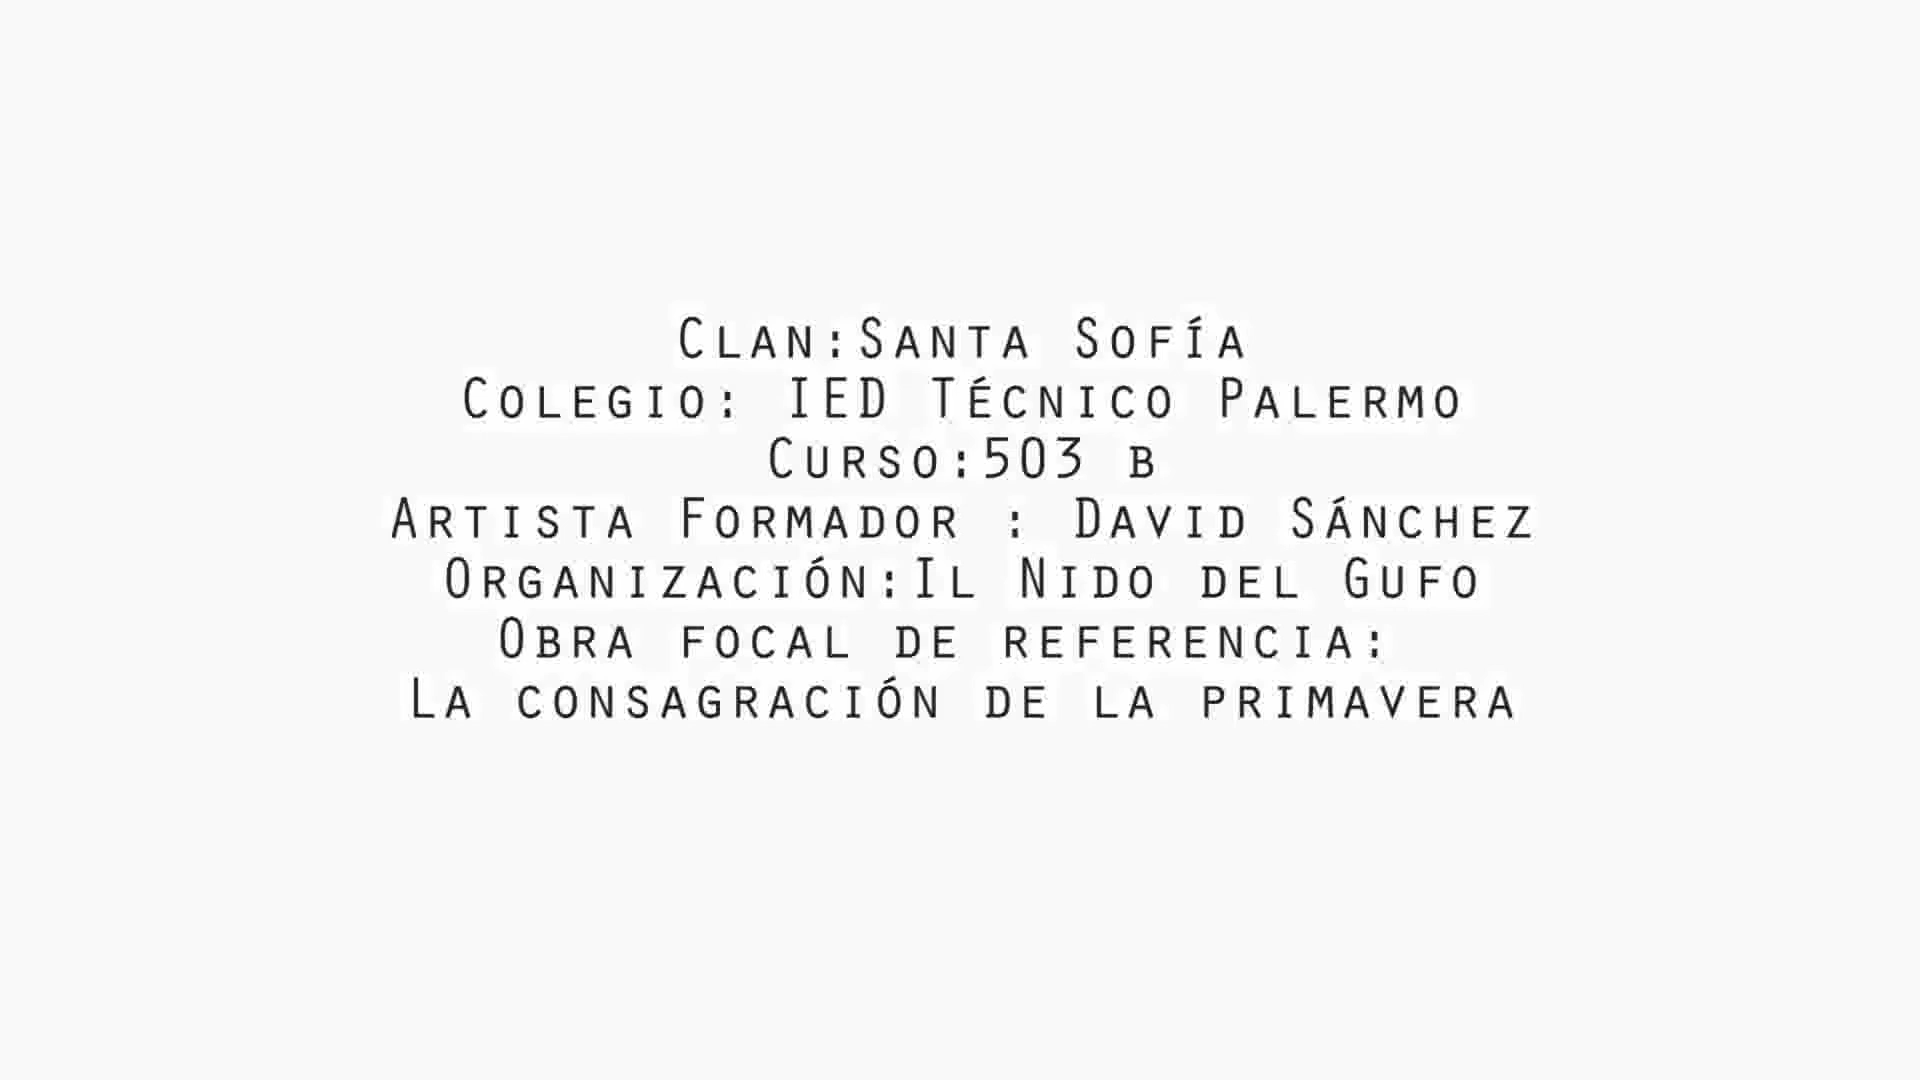 Clan:Santa Sofía
Colegio: IED Técnico Palermo
Curso:503 b
Artista Formador : David Sánchez
Organización:Il Nido del Gufo
Obra focal de referencia:
La consagración de la primavera